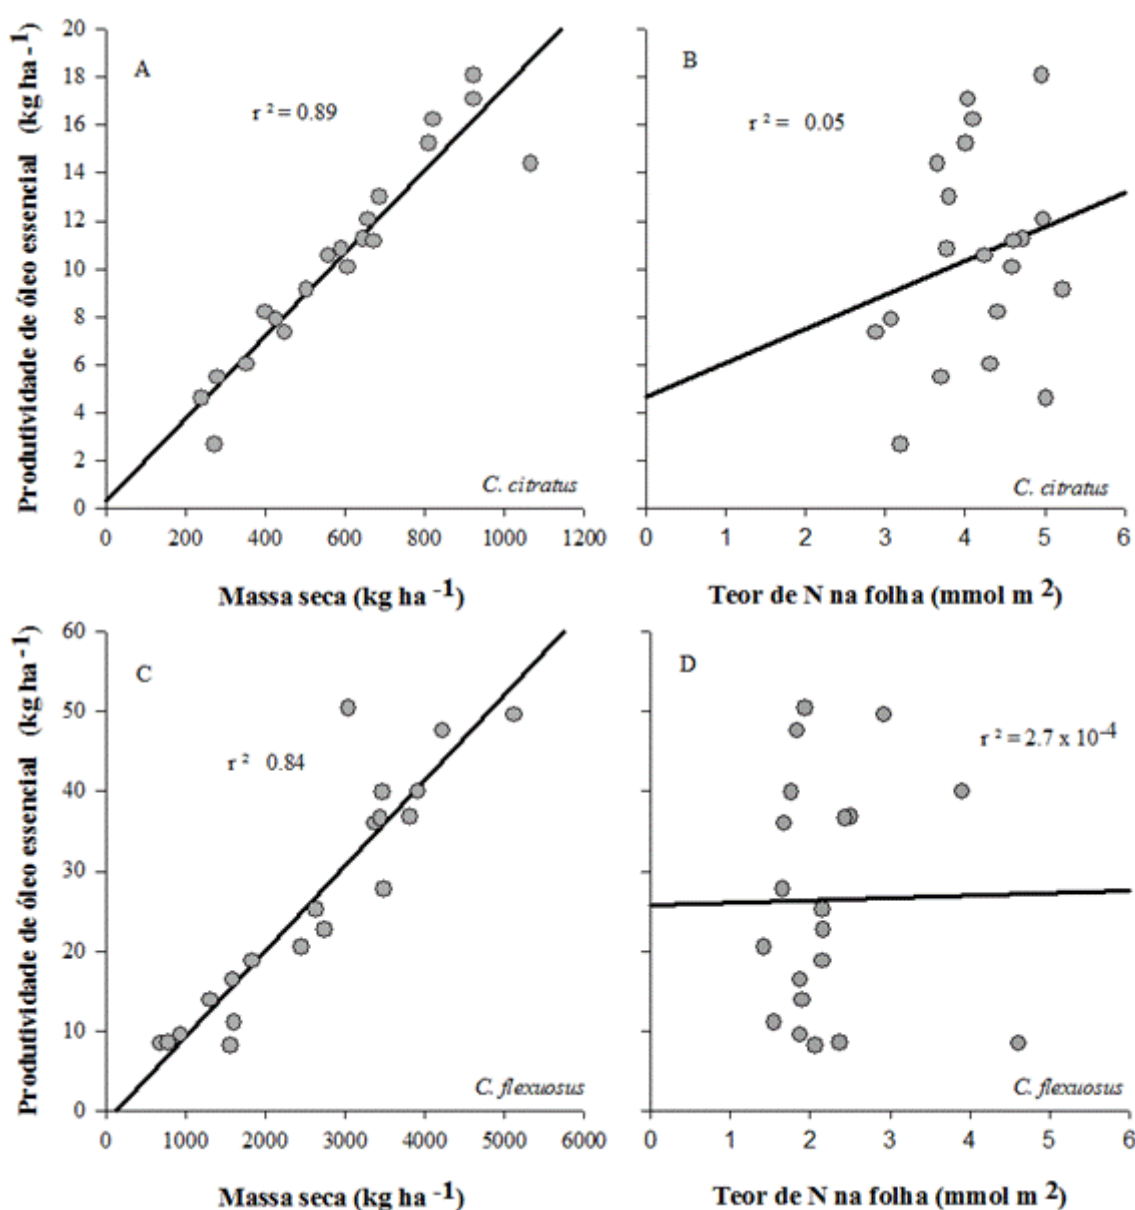 Produtividade de óleo essencial (kg ha -1)
20
18
16
14
12
10
8
6
4
2
0
A
r ² = 0.89
C. citratus
0 200 400 600 800 1000 1200
Massa seca (kg ha -1)
B
r ² = 0.05
C. citratus
0 1 2 3 4 5 6
Teor de N na folha (mmol m 2)
Produtividade de óleo essencial (kg ha-1)
60
50
40
30
20
10
0
C
r ² 0.84
C. flexuosus
0 1000 2000 3000 4000 5000 6000
Massa seca (kg ha -1)
D
r ² = 2.7 x 10-4
C. flexuosus
0 1 2 3 4 5 6
Teor de N na folha (mmol m 2)